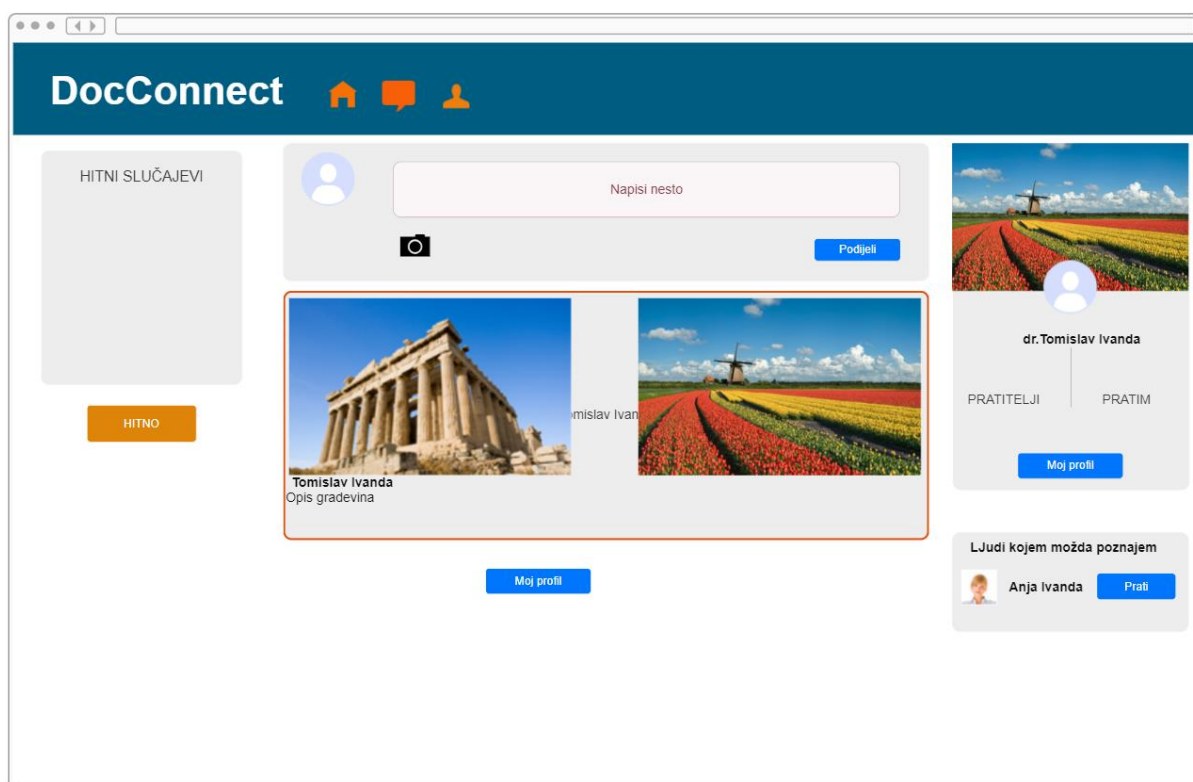 DocConnect
HITNI SLUČAJEVI
HITNO
Napisi nesto
Podijeli
mislav Ivan
Tomislav Ivanda
Opis gradevina
Moj profil
dr.Tomislav Ivanda
PRATITELJI PRATIM
Moj profil
LJudi kojem možda poznajem
Anja Ivanda Prati